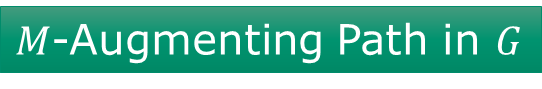 𝑀-Augmenting Path in 𝐺